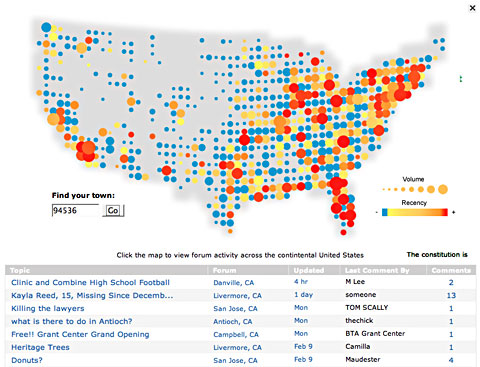 ×
Volume
Recency
- +
Find your town:
94536 Go
Click the map to view forum activity across the continental United States The constitution is
Topic Forum Updated Last Comment By Comments
Clinic and Combine High School Football Danville, CA 4 hr M Lee 2
Kayla Reed, 15, Missing Since Decemb... Livermore, CA 1 day someone 13
Killing the lawyers San Jose, CA Mon TOM SCALLY 1
what is there to do in Antioch? Antioch, CA Mon thechick 1
Free!! Grant Center Grand Opening Campbell, CA Mon BTA Grant Center 1
Heritage Trees Livermore, CA Feb 9 Camilla 1
Donuts? San Jose, CA Feb 9 Maudester 4